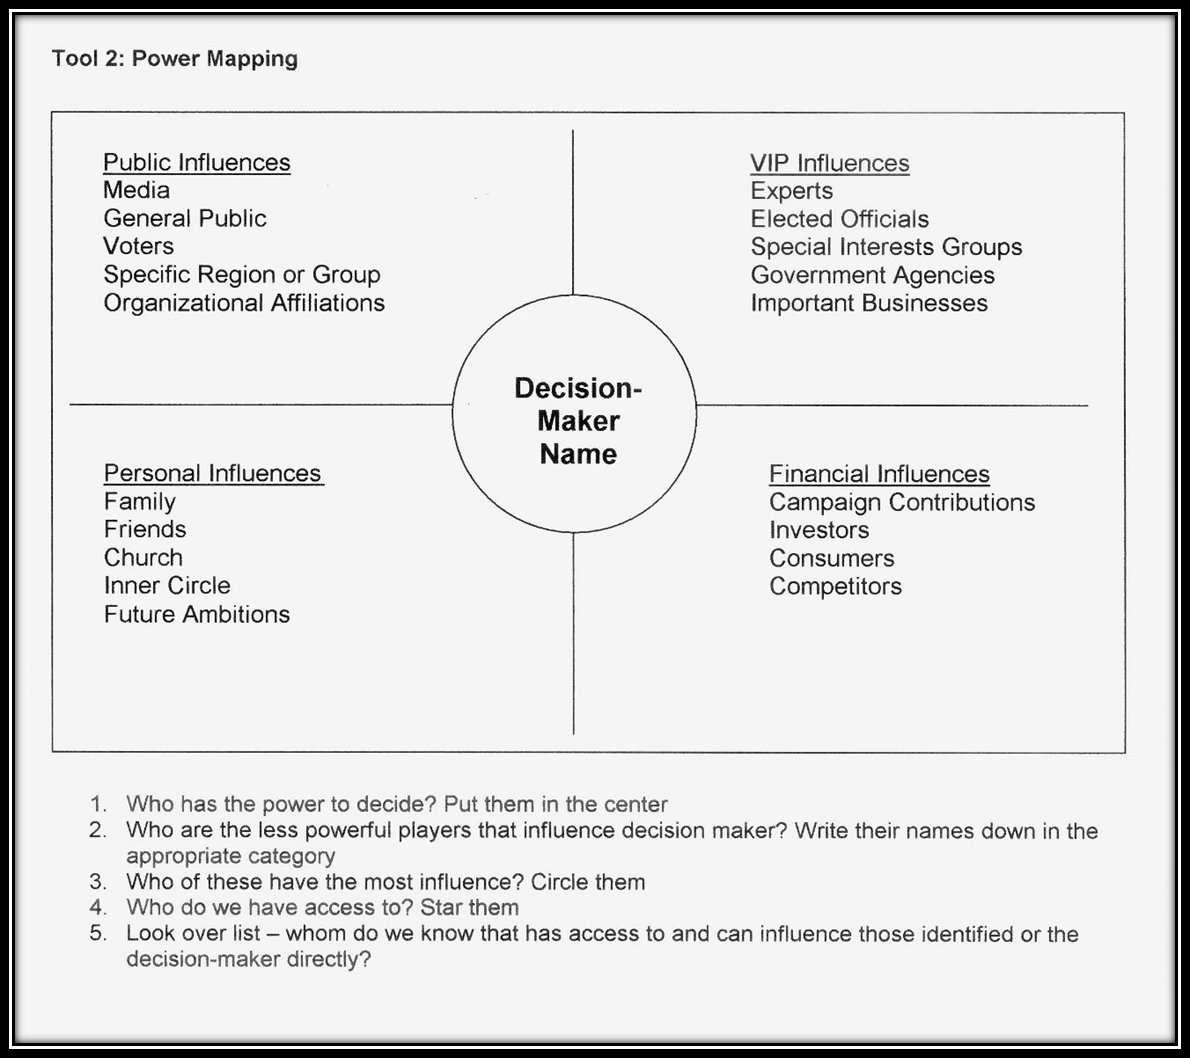 Tool 2: Power Mapping
Public Influences
Media
General Public
Voters
Specific Region or Group
Organizational Affiliations
VIP Influences
Experts
Elected Officials
Special Interests Groups
Government Agencies
Important Businesses
Decision-
Maker
Name
Personal Influences
Family
Friends
Church
Inner Circle
Future Ambitions
Financial Influences
Campaign Contributions
Investors
Consumers
Competitors
1. Who has the power to decide? Put them in the center
2. Who are the less powerful players that influence decision maker? Write their names down in the
appropriate category
3. Who of these have the most influence? Circle them
4. Who do we have access to? Star them
5. Look over list – whom do we know that has access to and can influence those identified or the
decision-maker directly?